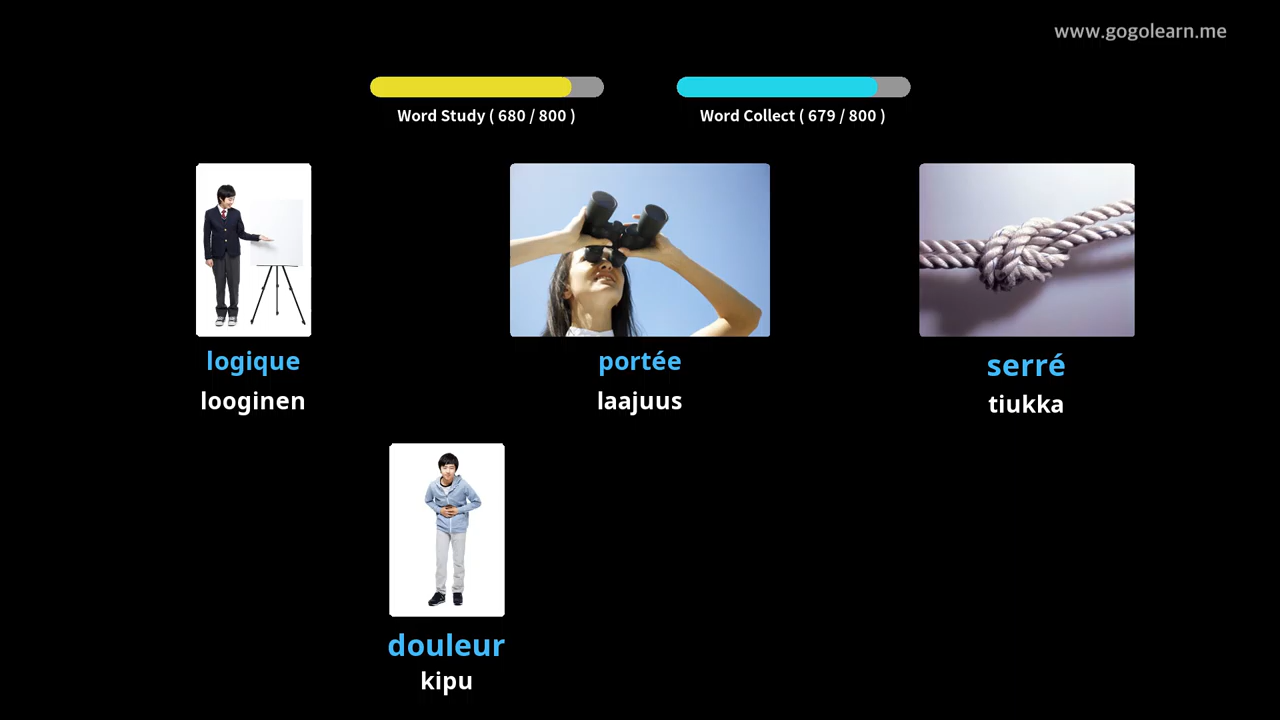 www.gogolearn.me
Word Study ( 680 / 800 )
Word Collect ( 679 / 800 )
logique
looginen
portée
laajuus
serré
tiukka
douleur
kipu